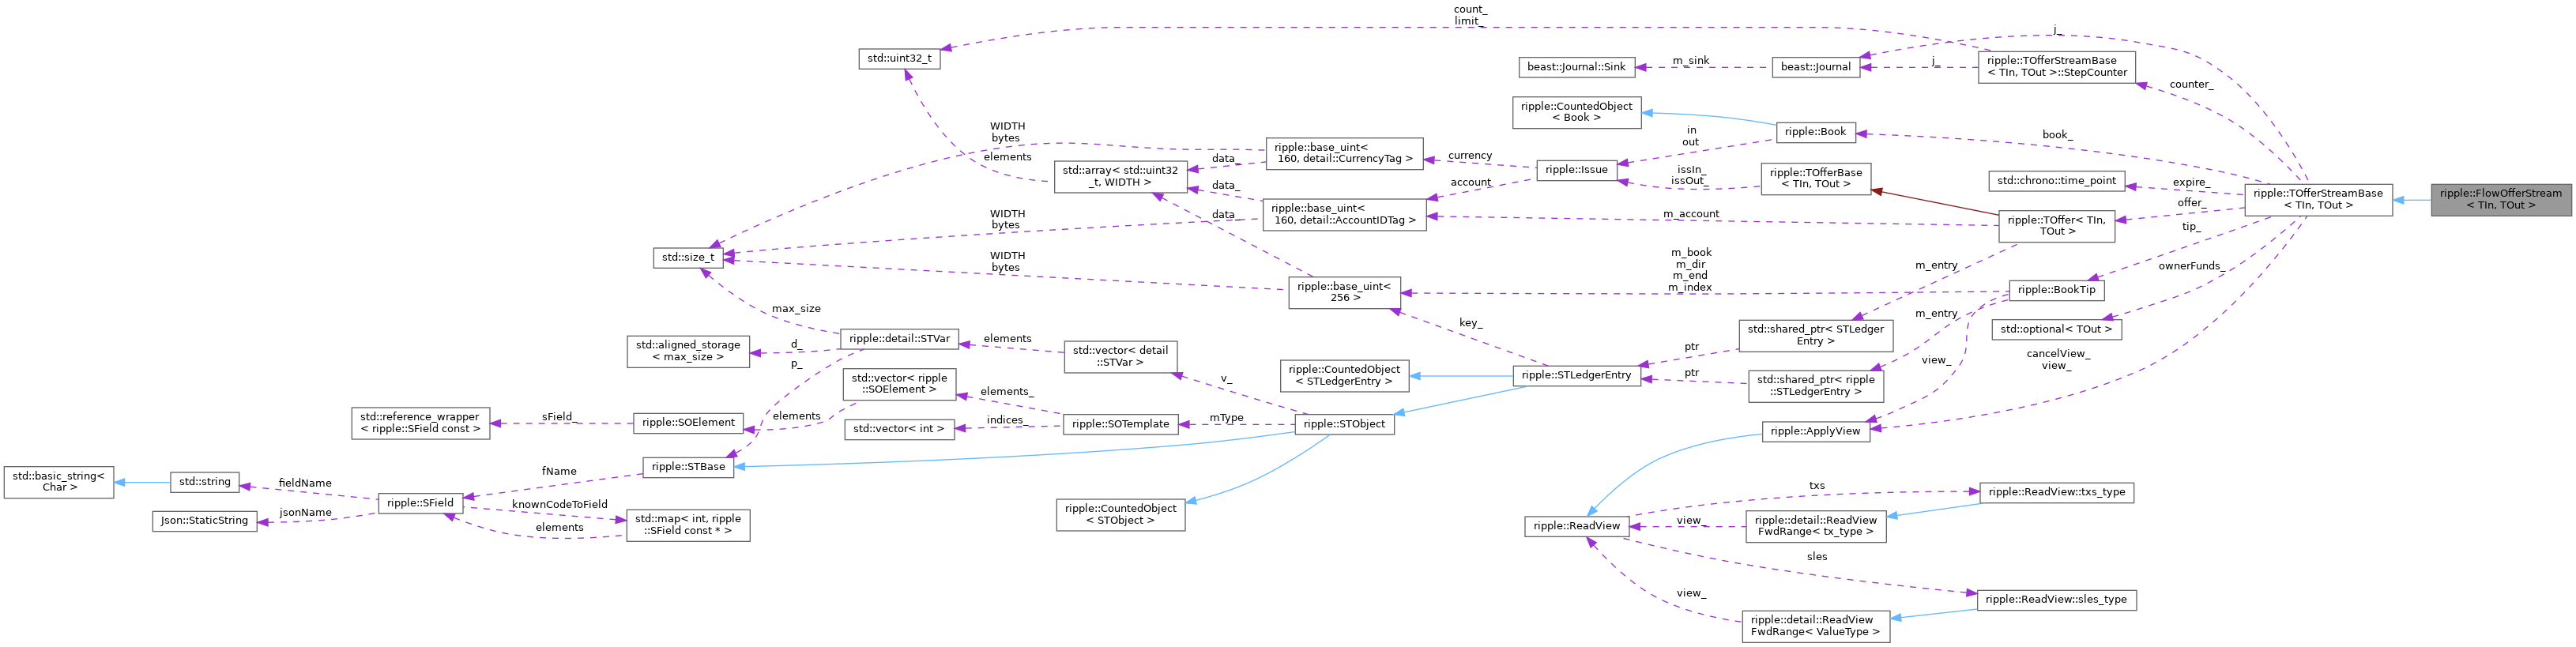 count_
limit_
j_
std::uint32_t
beast::Journal::Sink
m_sink
beast::Journal
j_
ripple::TOfferStreamBase
< TIn, TOut >::StepCounter
counter_
ripple::CountedObject
< Book >
ripple::Book
book_
WIDTH
bytes
elements
ripple::base_uint<
160, detail::CurrencyTag >
data_
currency
in
out
std::array< std::uint32
_t, WIDTH >
ripple::Issue
issIn_
issOut_
ripple::TOfferBase
< TIn, TOut >
std::chrono::time_point
expire_
ripple::TOfferStreamBase
< TIn, TOut >
ripple::FlowOfferStream
< TIn, TOut >
data_
account
offer_
ripple::base_uint<
160, detail::AccountIDTag >
WIDTH
bytes
data_
m_account
ripple::TOffer< TIn,
TOut >
tip_
std::size_t
WIDTH
bytes
m_book
m_dir
m_end
m_index
m_entry
ownerFunds_
ripple::base_uint<
256 >
ripple::BookTip
max_size
key_
m_entry
std::shared_ptr< STLedger
Entry >
std::optional< TOut >
ripple::detail::STVar
elements
std::aligned_storage
< max_size >
d_
p_
std::vector< detail
::STVar >
ptr
view_
cancelView_
view_
ripple::CountedObject
< STLedgerEntry >
ripple::STLedgerEntry
ptr
std::shared_ptr< ripple
::STLedgerEntry >
std::vector< ripple
::SOElement >
elements_
v_
std::reference_wrapper
< ripple::SField const >
sField_
ripple::SOElement
elements
std::vector< int >
indices_
ripple::SOTemplate
mType
ripple::STObject
ripple::ApplyView
ripple::STBase
fName
std::basic_string<
Char >
std::string
fieldName
ripple::SField
knownCodeToField
Json::StaticString
jsonName
elements
std::map< int, ripple
::SField const * >
ripple::CountedObject
< STObject >
txs
ripple::ReadView::txs_type
ripple::ReadView
view_
ripple::detail::ReadView
FwdRange< tx_type >
sles
ripple::ReadView::sles_type
view_
ripple::detail::ReadView
FwdRange< ValueType >